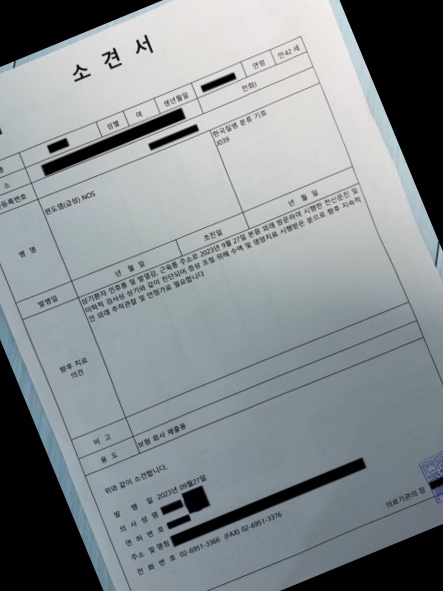 소 견 서
성별 여 생년월일 연령 만42 세
소 전화)
등록번호
한국질병 분류 기호
J039
병 명 편도염(급성) NOS
년 월 일 초진일 년 월 일
발병일
상기환자 인후통 및 발열감, 근육통 주소로 2023년 9월 27일 본원 외래 방문하여 시행한 전신문진 및
이학적 검사상 상기와 같이 진단되어 증상 조절 위해 수액 및 영양치료 시행받은 분으로 향후 지속적
인 외래 추적관찰 및 안정가료 필요합니다
향후 치료
의견
비 고
용 도 보험 회사 제출용
위와 같이 소견합니다.
발 행 일 2023년 09월27일
의 사 성 명
면 허 번 호
주소 및 명칭
전 화 번 호 02-6951-3366 (FAX) 02-6951-3376
의료기관의 장